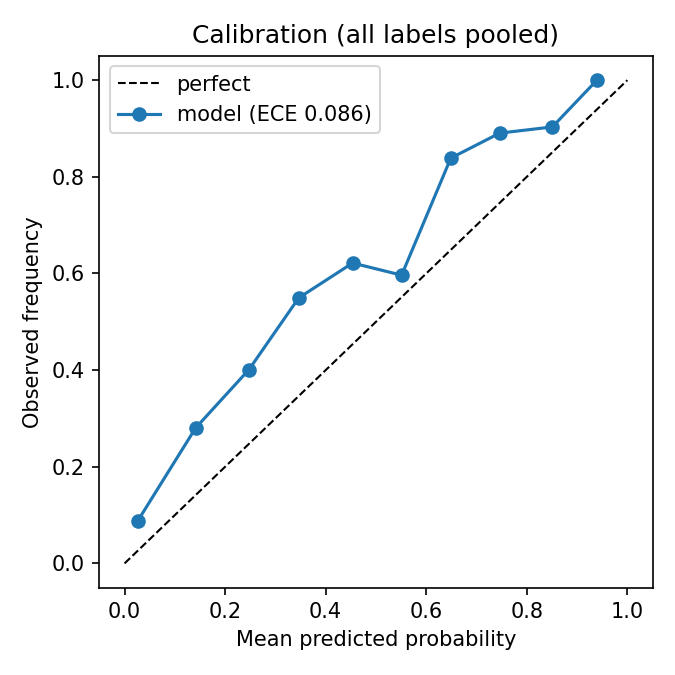 Calibration (all labels pooled)
perfect
model (ECE 0.086)
Observed frequency
1.0
0.8
0.6
0.4
0.2
0.0
0.0 0.2 0.4 0.6 0.8 1.0
Mean predicted probability